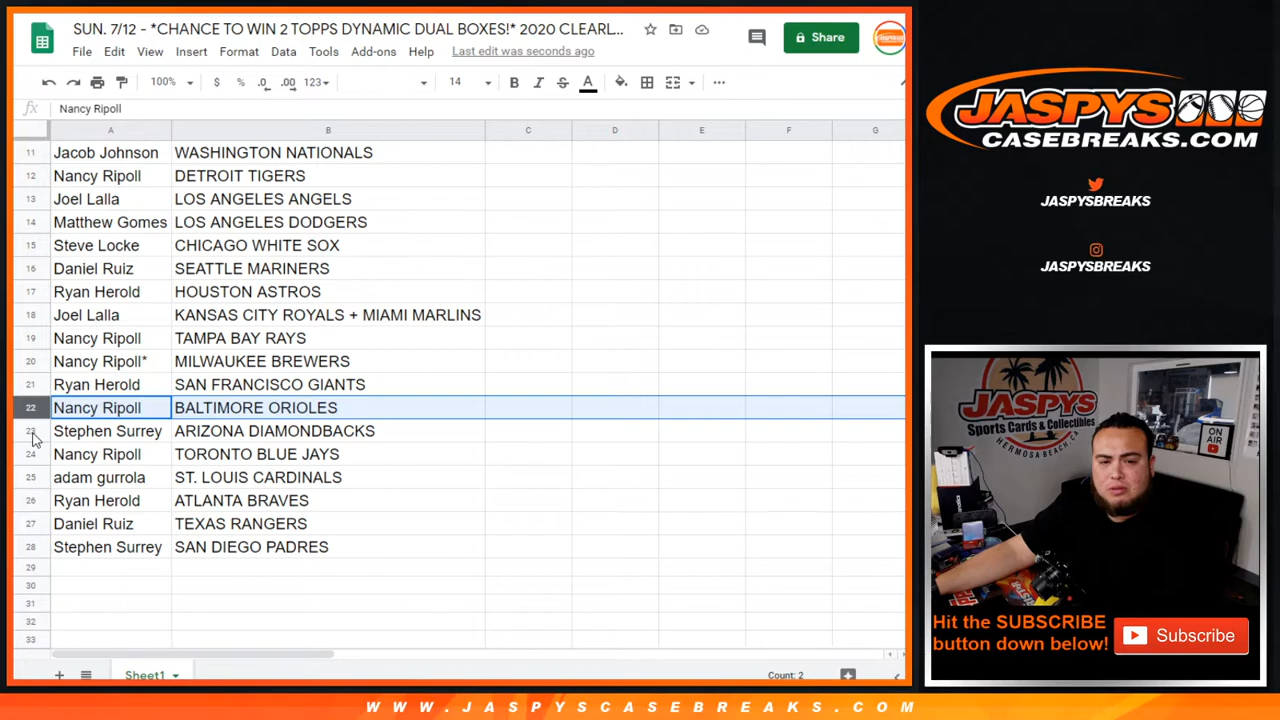 SUN. 7/12 - *CHANCE TO WIN 2 TOPPS DYNAMIC DUAL BOXES!* 2020 CLEARL...
File Edit View Insert Format Data Tools Add-ons Help Last edit was seconds ago
Share
100% $ % .0 .00 123 14 B I S A
fx Nancy Ripoll
A B C D E F G
11 Jacob Johnson WASHINGTON NATIONALS
12 Nancy Ripoll DETROIT TIGERS
13 Joel Lalla LOS ANGELES ANGELS
14 Matthew Gomes LOS ANGELES DODGERS
15 Steve Locke CHICAGO WHITE SOX
16 Daniel Ruiz SEATTLE MARINERS
17 Ryan Herold HOUSTON ASTROS
18 Joel Lalla KANSAS CITY ROYALS + MIAMI MARLINS
19 Nancy Ripoll TAMPA BAY RAYS
20 Nancy Ripoll* MILWAUKEE BREWERS
21 Ryan Herold SAN FRANCISCO GIANTS
22 Nancy Ripoll BALTIMORE ORIOLES
23 Stephen Surrey ARIZONA DIAMONDBACKS
24 Nancy Ripoll TORONTO BLUE JAYS
25 adam gurrola ST. LOUIS CARDINALS
26 Ryan Herold ATLANTA BRAVES
27 Daniel Ruiz TEXAS RANGERS
28 Stephen Surrey SAN DIEGO PADRES
29
30
31
32
33
Sheet1 Count: 2
JASPYS
CASEBREAKS.COM
JASPYSBREAKS
JASPYSBREAKS
JASPYS
Sports Cards & Collectibles
HERMOSA BEACH, CA
ON AIR
Hit the SUBSCRIBE
button down below!
Subscribe
WWW.JASPYSCASEBREAKS.COM